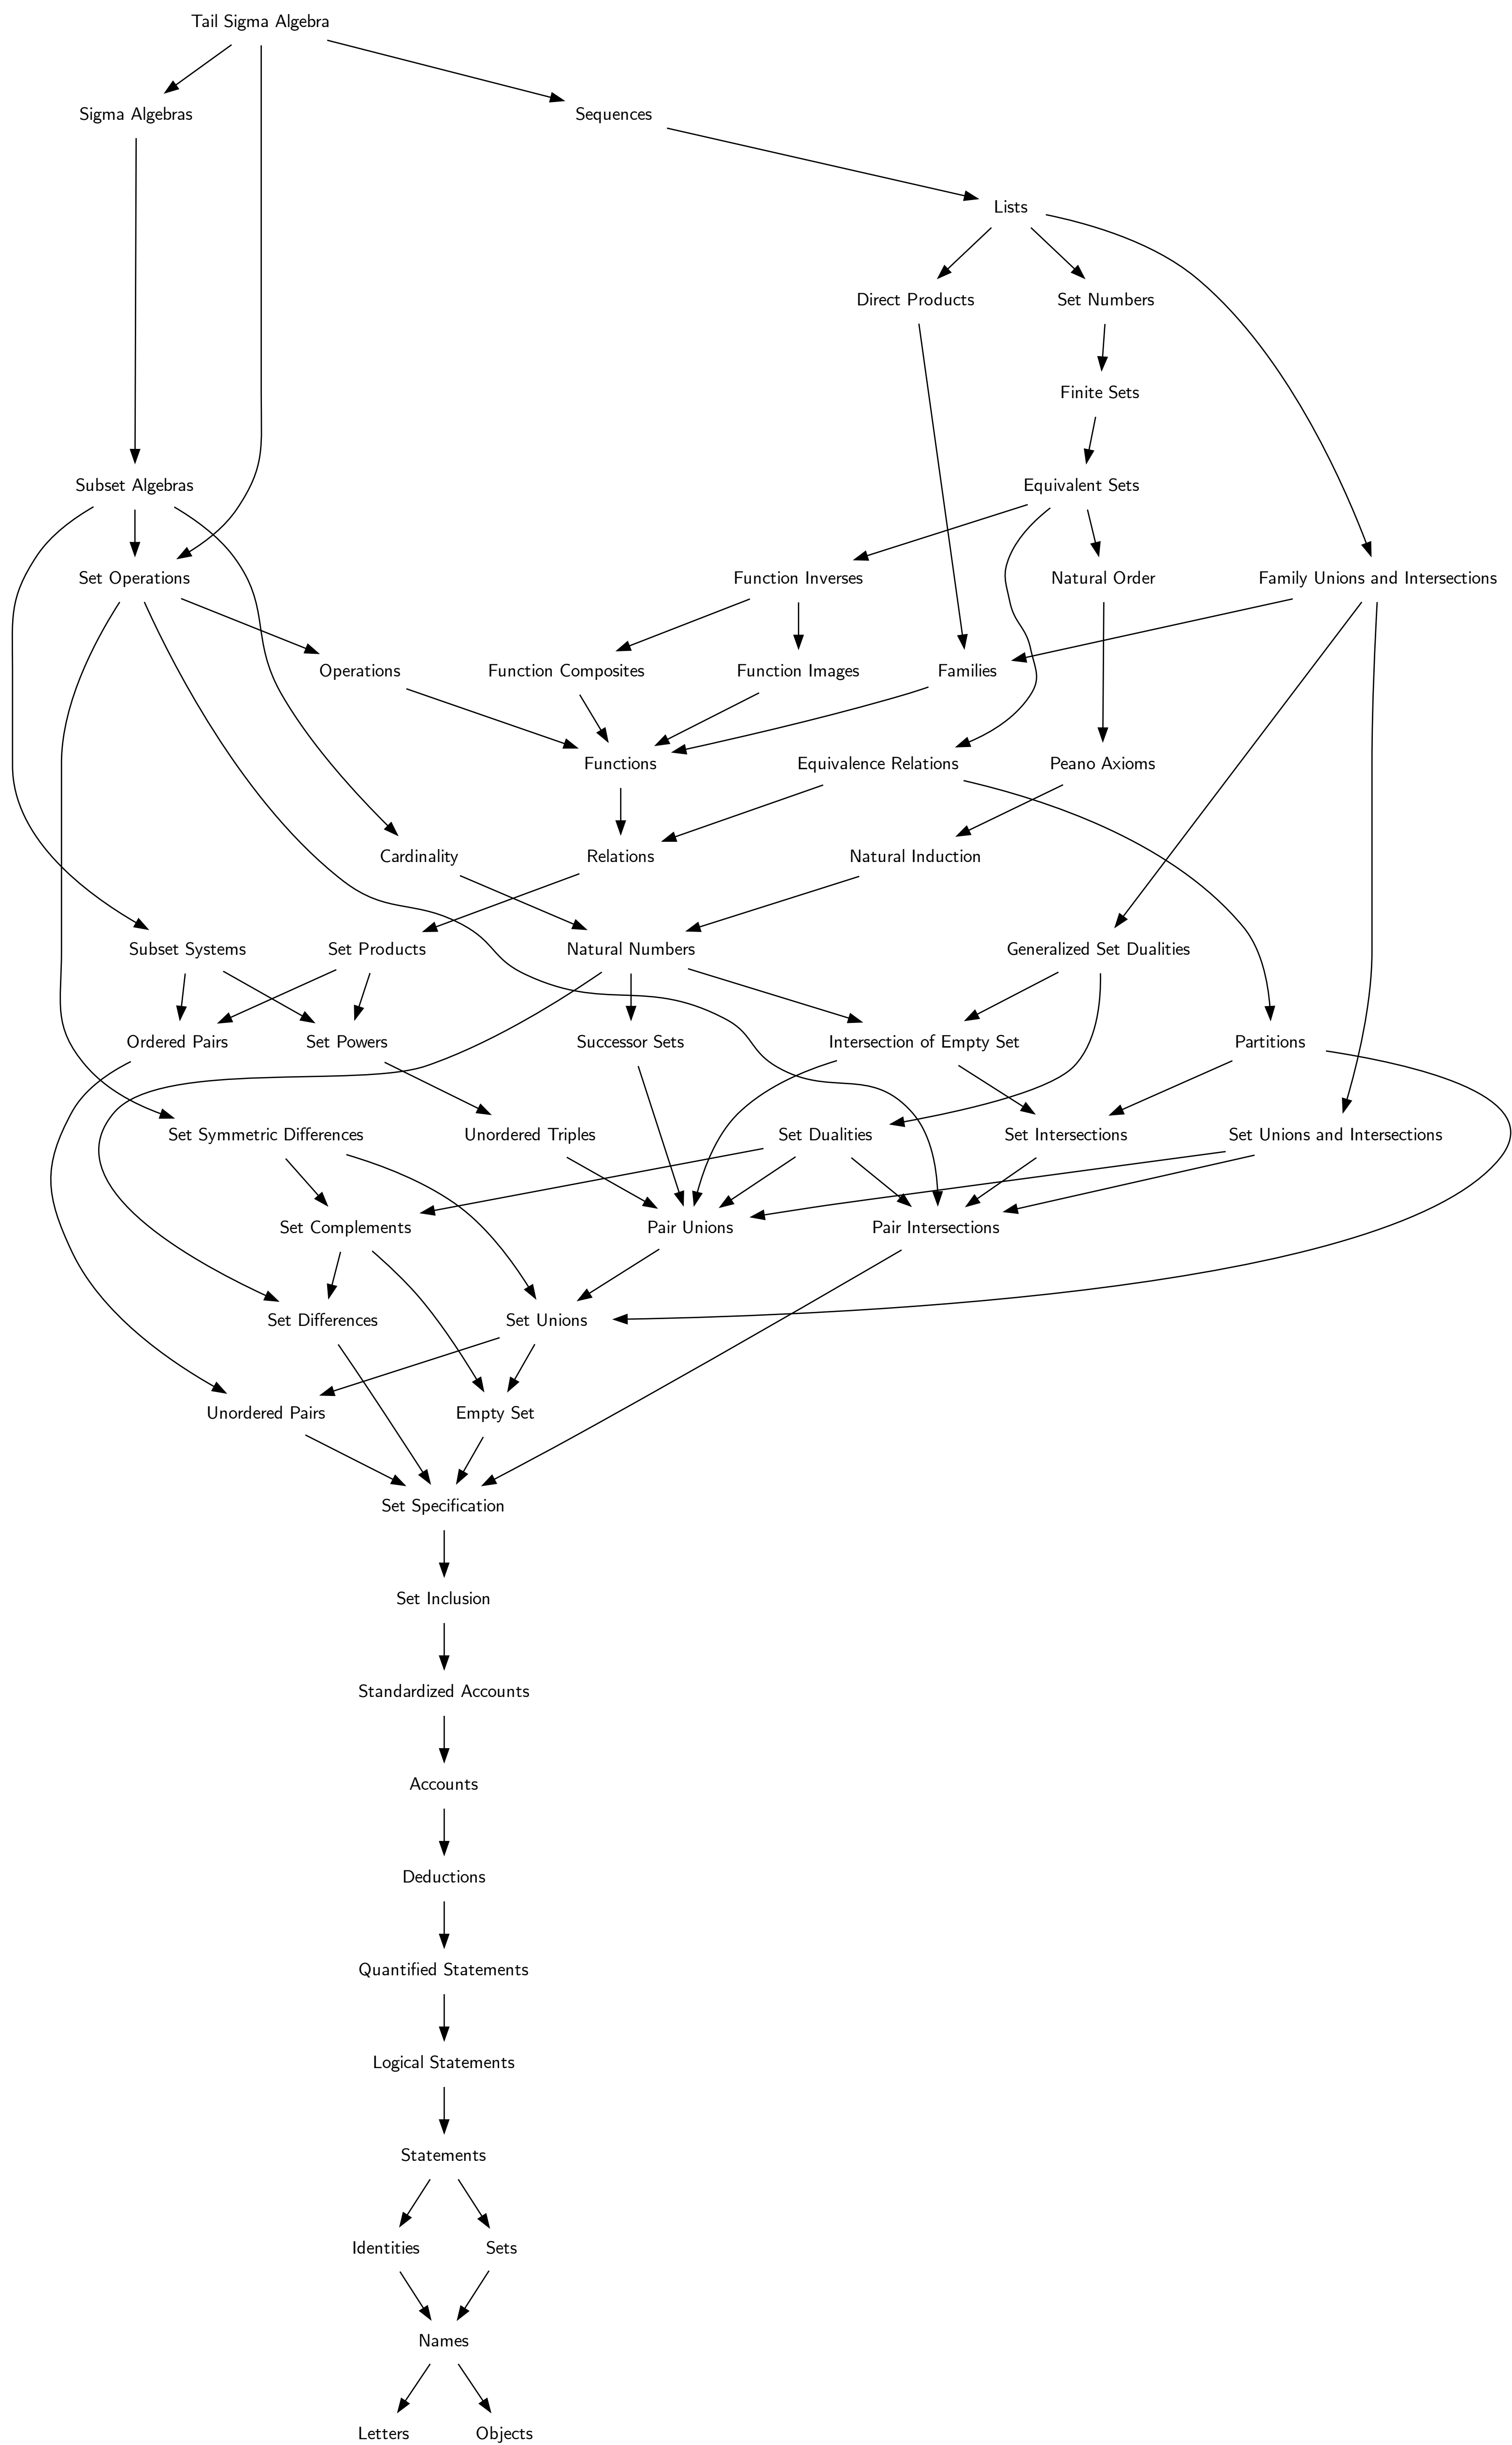 Tail Sigma Algebra
Sigma Algebras
Sequences
Lists
Direct Products
Set Numbers
Finite Sets
Subset Algebras
Equivalent Sets
Set Operations
Function Inverses
Natural Order
Family Unions and Intersections
Operations
Function Composites
Function Images
Families
Functions
Equivalence Relations
Peano Axioms
Cardinality
Relations
Natural Induction
Subset Systems
Set Products
Natural Numbers
Generalized Set Dualities
Ordered Pairs
Set Powers
Successor Sets
Intersection of Empty Set
Partitions
Set Symmetric Differences
Unordered Triples
Set Dualities
Set Intersections
Set Unions and Intersections
Set Complements
Pair Unions
Pair Intersections
Set Differences
Set Unions
Unordered Pairs
Empty Set
Set Specification
Set Inclusion
Standardized Accounts
Accounts
Deductions
Quantified Statements
Logical Statements
Statements
Identities
Sets
Names
Letters
Objects